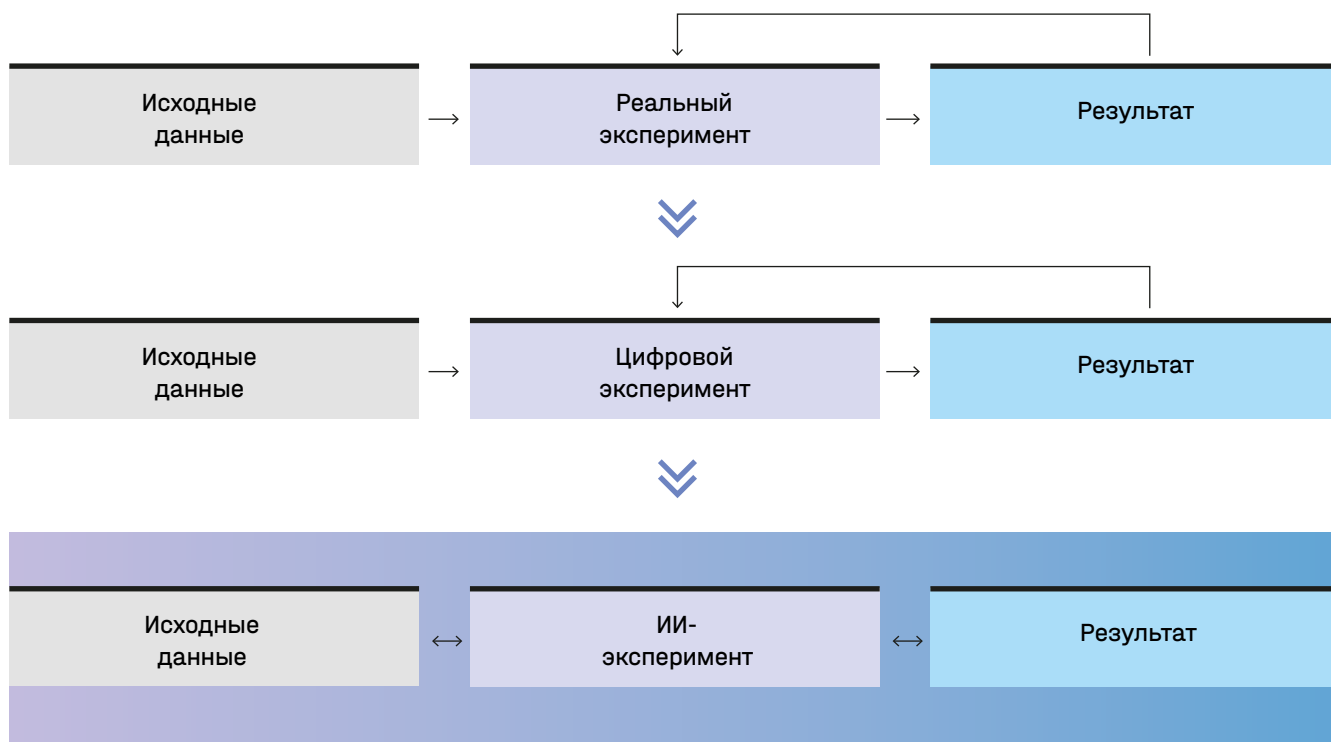 Исходные
данные
Реальный
эксперимент
Результат
Исходные
данные
Цифровой
эксперимент
Результат
Исходные
данные
ИИ-
эксперимент
Результат